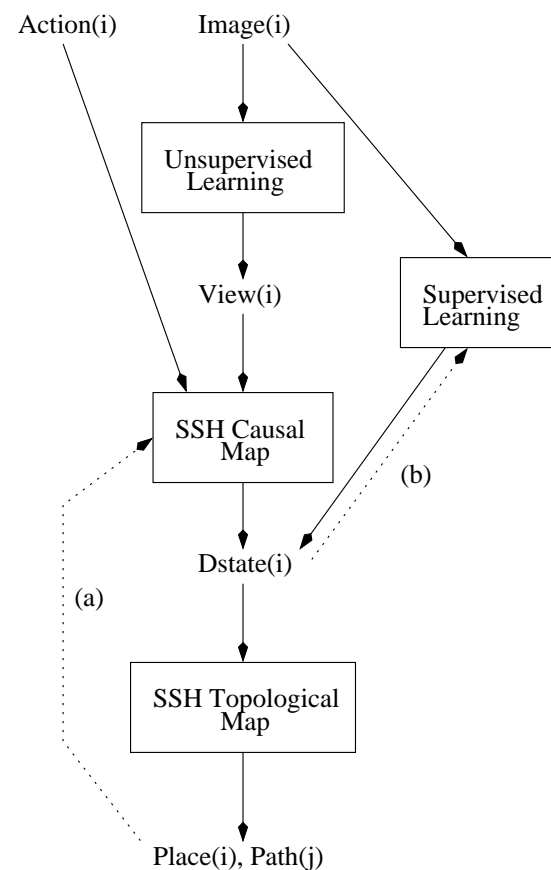 Action(i)
Image(i)
Unsupervised
Learning
View(i)
Supervised
Learning
SSH Causal
Map
(b)
Dstate(i)
(a)
SSH Topological
Map
Place(i), Path(j)